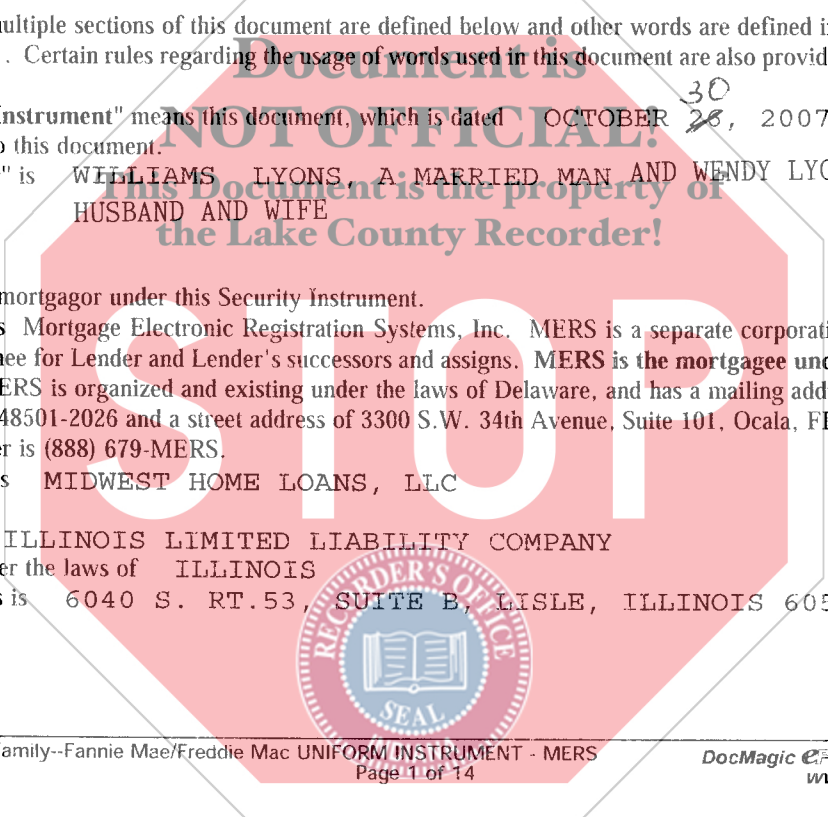 ultiple sections of this document are defined below and other words are defined i
. Certain rules regarding the usage of words used in this document are also provid
Document is
30
nstrument" means this document, which is dated OCTOBER 26, 2007
NOT OFFICIAL!
o this document.
" is WILLIAMS LYONS, A MARRIED MAN AND WENDY LYO
This Document is the property of
HUSBAND AND WIFE
the Lake County Recorder!
mortgagor under this Security Instrument.
s Mortgage Electronic Registration Systems, Inc. MERS is a separate corporati
ee for Lender and Lender's successors and assigns. MERS is the mortgagee und
ERS is organized and existing under the laws of Delaware, and has a mailing add
48501-2026 and a street address of 3300 S.W. 34th Avenue, Suite 101, Ocala, F
r is (888) 679-MERS.
STOP
s MIDWEST HOME LOANS, LLC
ILLINOIS LIMITED LIABILITY COMPANY
er the laws of ILLINOIS
s is 6040 S. RT.53, SUITE B, LISLE, ILLINOIS 605
RECORDER'S OFFICE
SEAL
amily--Fannie Mae/Freddie Mac UNIFORM INSTRUMENT - MERS
DocMagic
Page 1 of 14